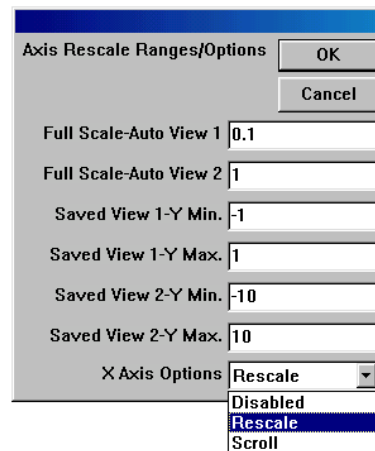 Axis Rescale Ranges/Options
OK
Cancel
Full Scale-Auto View 1 0.1
Full Scale-Auto View 2 1
Saved View 1-Y Min. -1
Saved View 1-Y Max. 1
Saved View 2-Y Min. -10
Saved View 2-Y Max. 10
X Axis Options Rescale
Disabled
Rescale
Scroll